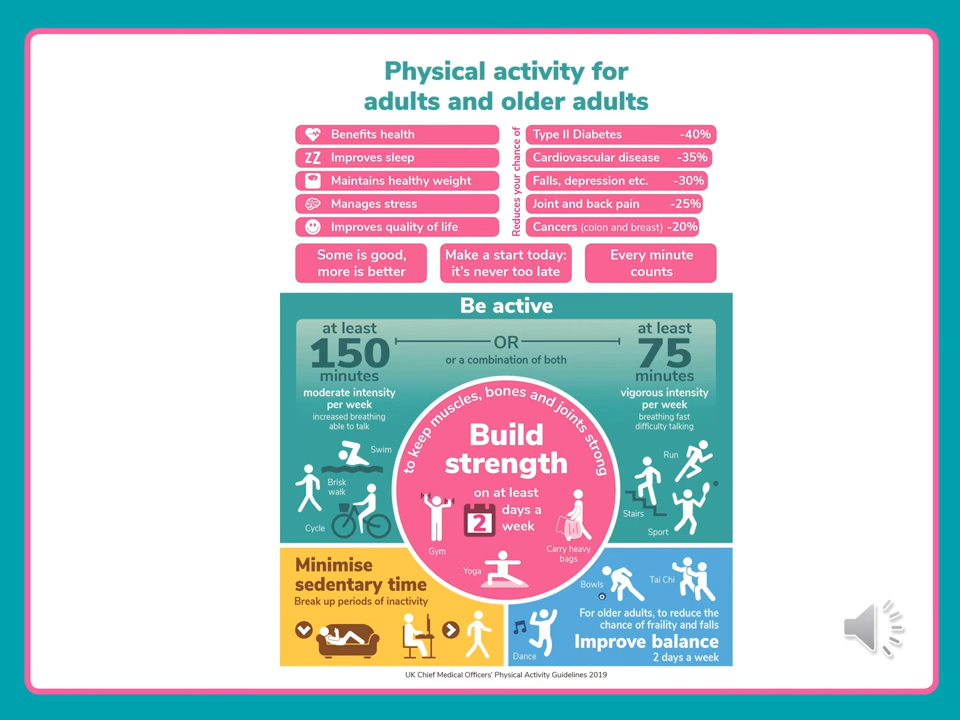 Physical activity for
adults and older adults
Benefits health
Improves sleep
Maintains healthy weight
Manages stress
Improves quality of life
Reduces your chance of
Type II Diabetes -40%
Cardiovascular disease -35%
Falls, depression etc. -30%
Joint and back pain -25%
Cancers (colon and breast) -20%
Some is good,
more is better
Make a start today:
it's never too late
Every minute
counts
Be active
at least
150
minutes
moderate intensity
per week
increased breathing
able to talk
OR
or a combination of both
at least
75
minutes
vigorous intensity
per week
breathing fast
difficulty talking
Swim
Brisk
walk
Cycle
to keep muscles, bones and joints strong
Build
strength
on at least
2
days a
week
Gym
Yoga
Carry heavy
bags
Run
Stairs
Sport
Minimise
sedentary time
Break up periods of inactivity
Bowls
Tai Chi
Dance
For older adults, to reduce the
chance of fraility and falls
Improve balance
2 days a week
UK Chief Medical Officers' Physical Activity Guidelines 2019